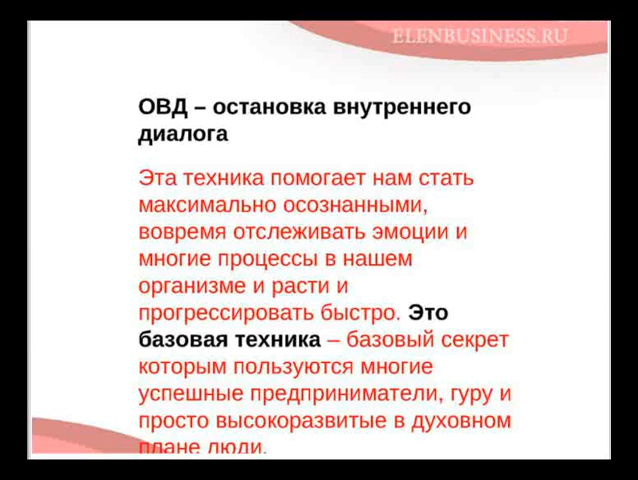 ELENBUSINESS.RU
ОВД – остановка внутреннего
диалога
Эта техника помогает нам стать
максимально осознанными,
вовремя отслеживать эмоции и
многие процессы в нашем
организме и расти и
прогрессировать быстро. Это
базовая техника – базовый секрет
которым пользуются многие
успешные предприниматели, гуру и
просто высокоразвитые в духовном
плане люди.